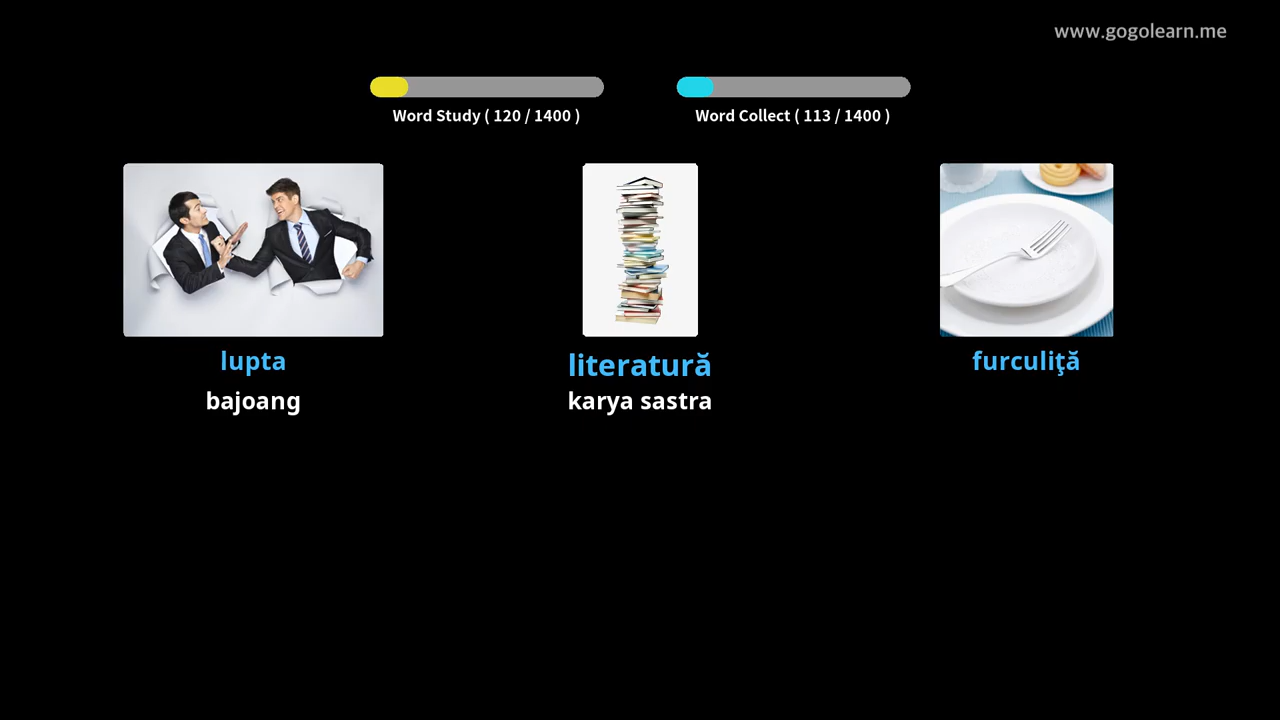 www.gogolearn.me
Word Study ( 120 / 1400 )
Word Collect ( 113 / 1400 )
lupta
literatură
furculiţă
bajoang
karya sastra